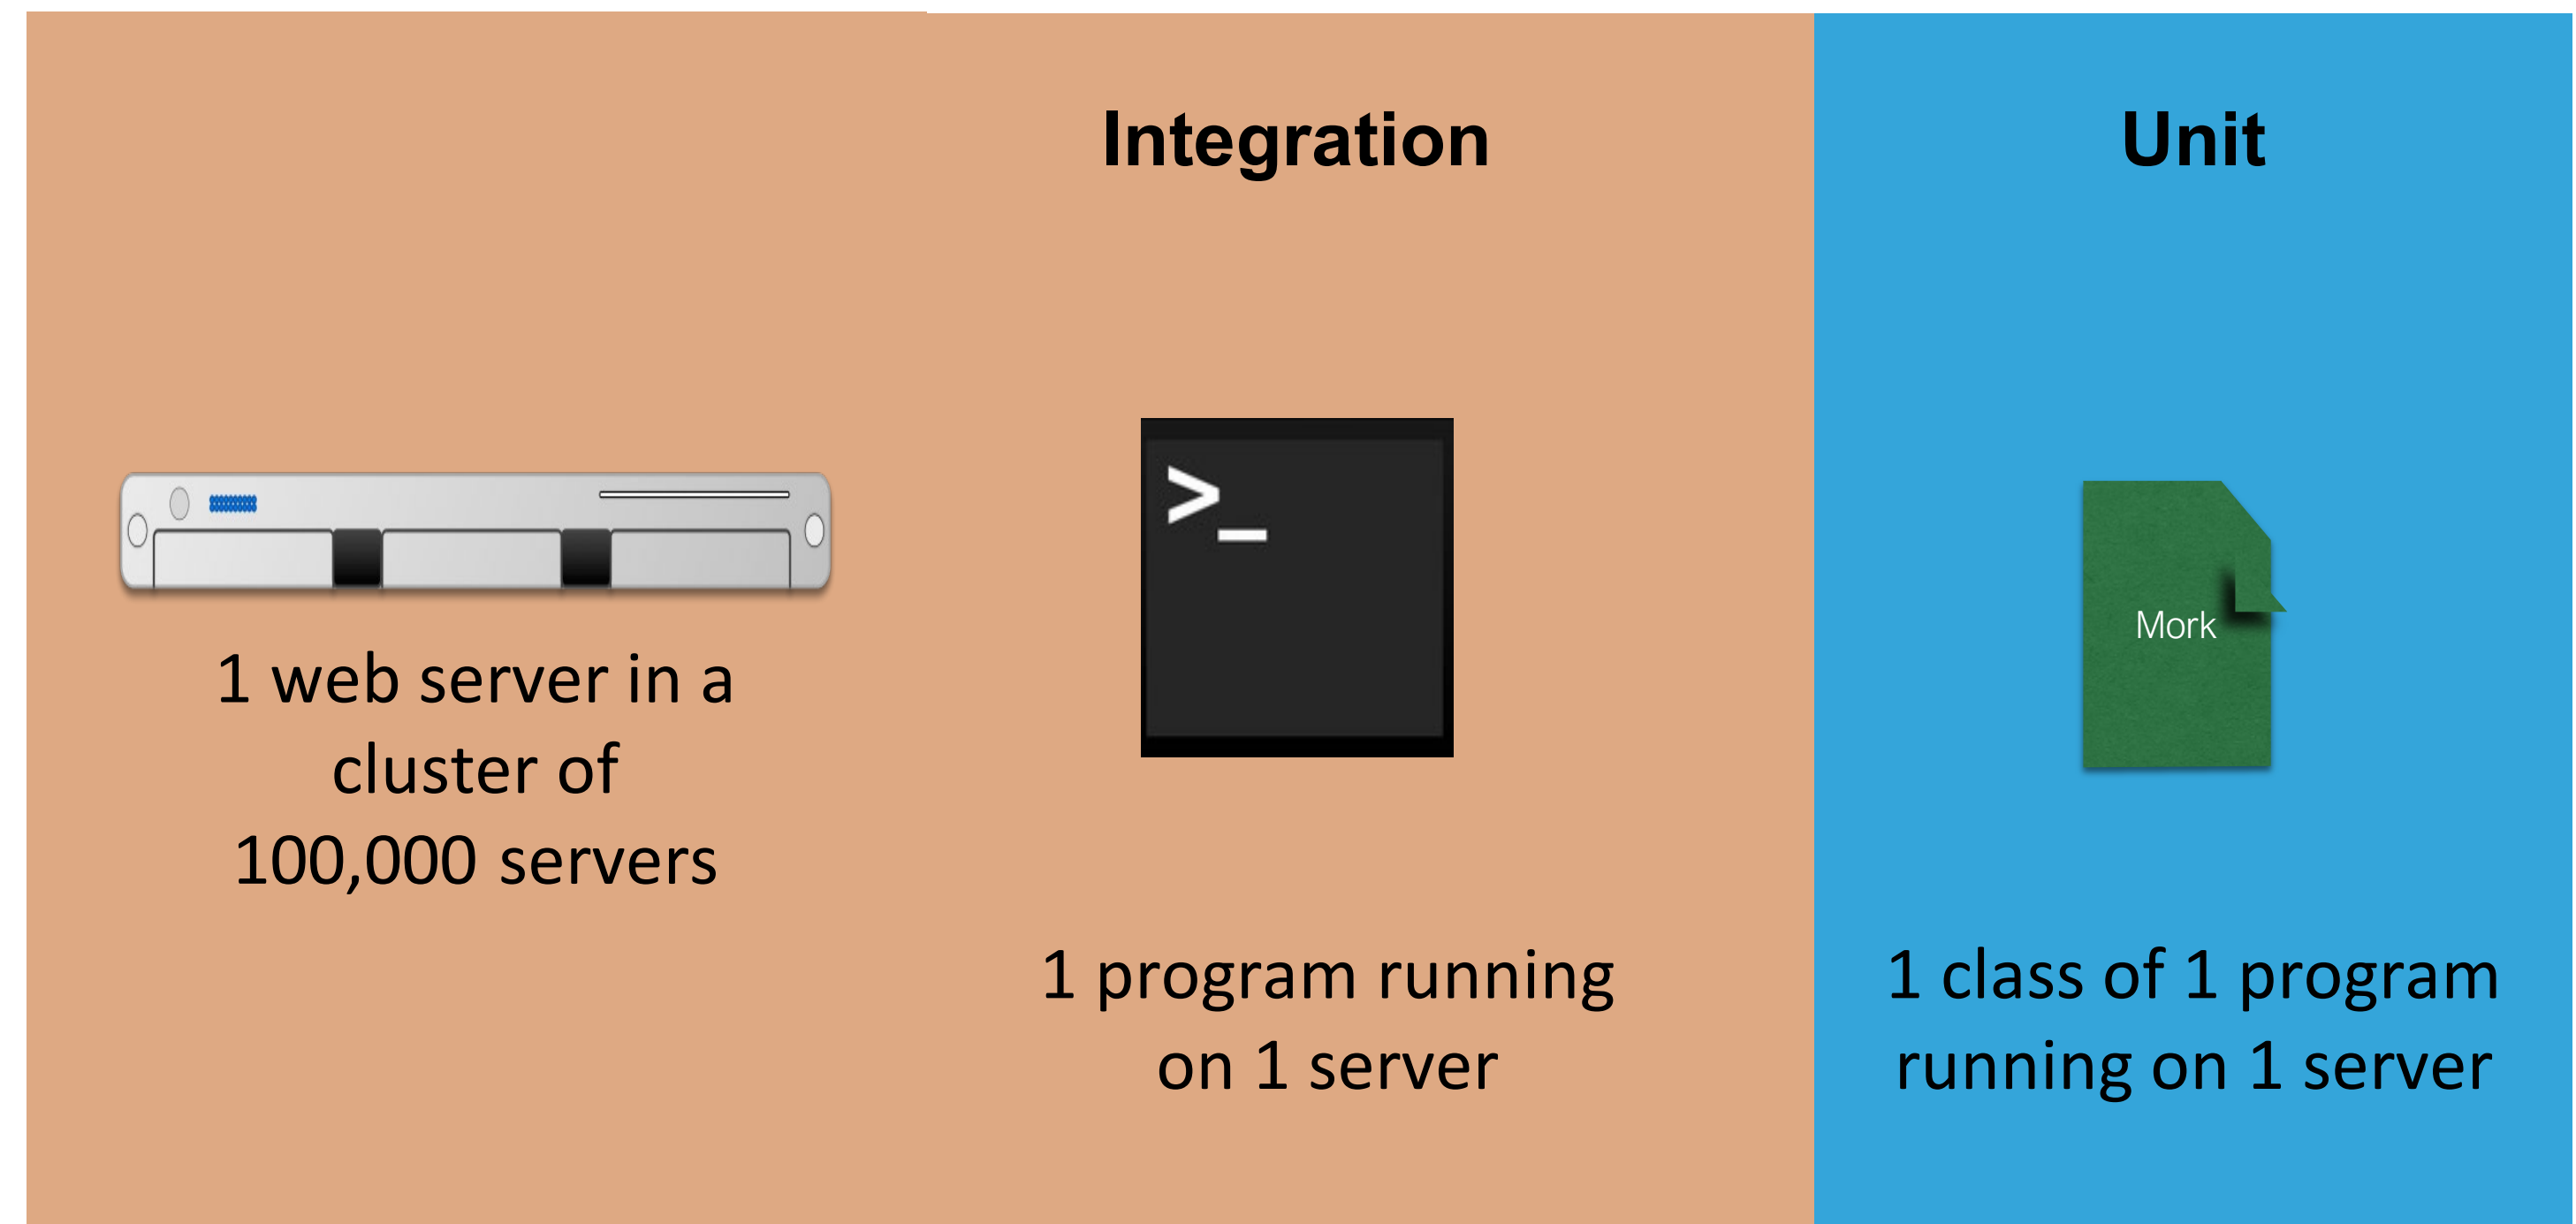 Integration
Unit
>_
Mork
1 web server in a
cluster of
100,000 servers
1 program running
on 1 server
1 class of 1 program
running on 1 server